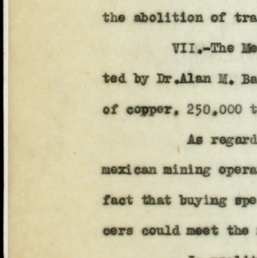 the abolition of tra
VII.-The Me
ted by Dr.Alan M. Ba
of copper, 250,000 t
As regard
mexican mining opera
fact that buying spe
cers could meet the